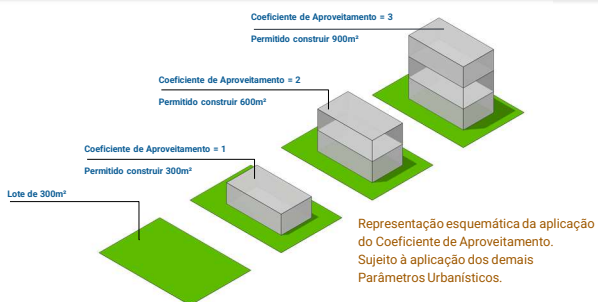 Coeficiente de Aproveitamento = 3
Permitido construir 900m²
Coeficiente de Aproveitamento = 2
Permitido construir 600m²
Coeficiente de Aproveitamento = 1
Permitido construir 300m²
Lote de 300m²
Representação esquemática da aplicação
do Coeficiente de Aproveitamento.
Sujeito à aplicação dos demais
Parâmetros Urbanísticos.